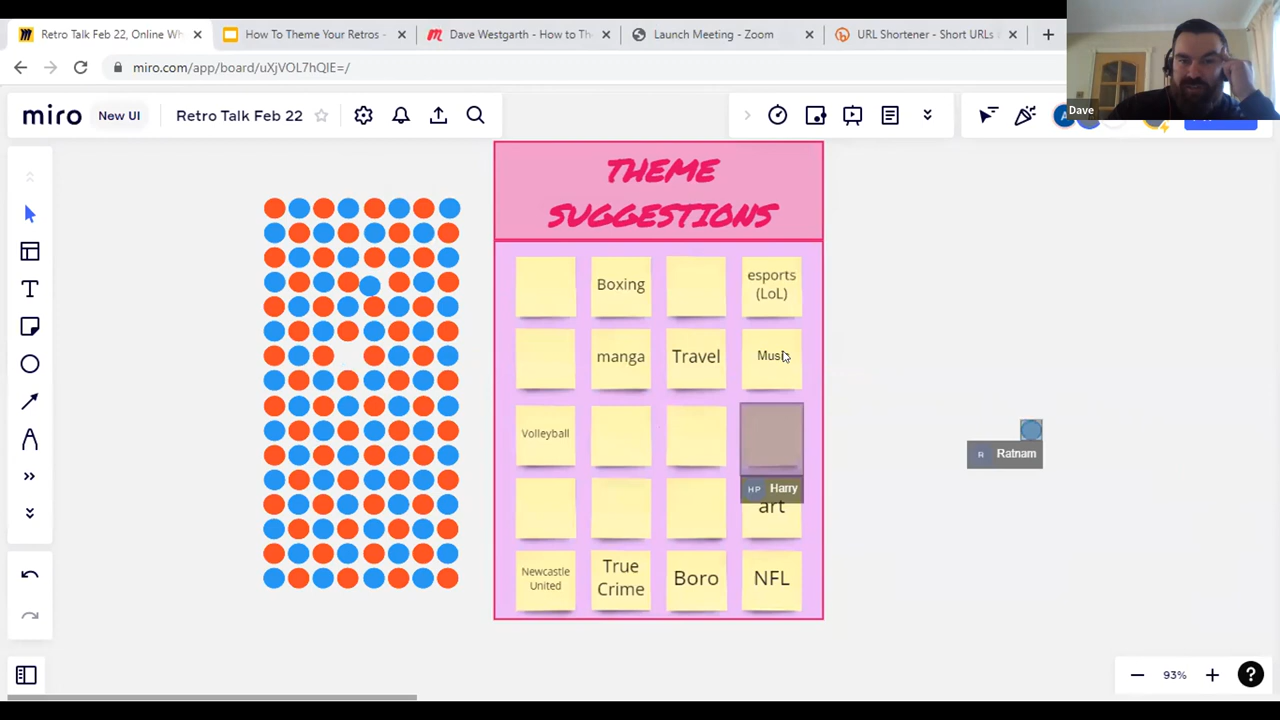 Retro Talk Feb 22, Online Wh
How To Theme Your Retros -
Dave Westgarth - How to Th
Launch Meeting - Zoom
URL Shortener - Short URLs
miro.com/app/board/uXjVOL7hQIE=/
Dave
miro
New UI
Retro Talk Feb 22
THEME
SUGGESTIONS
Boxing
esports
(LoL)
manga
Travel
Music
Volleyball
R Ratnam
HP Harry
art
Newcastle
United
True
Crime
Boro
NFL
93%